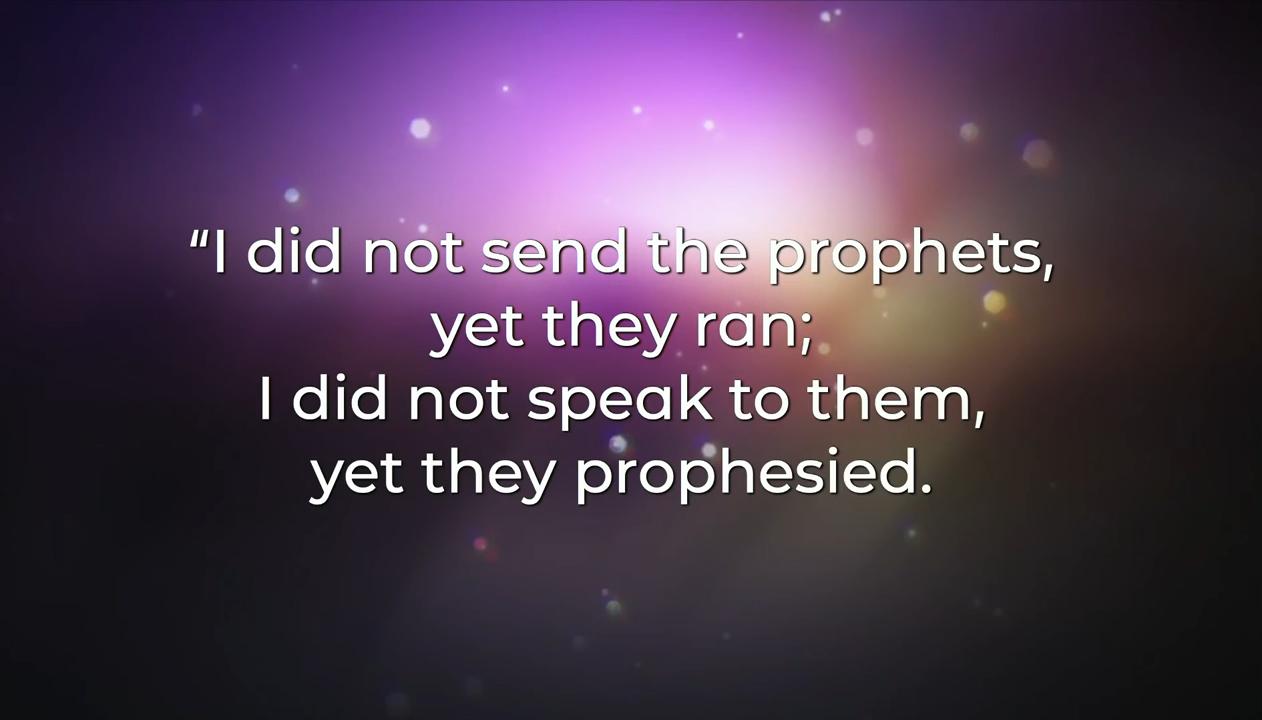 “I did not send the prophets,
yet they ran;
I did not speak to them,
yet they prophesied.